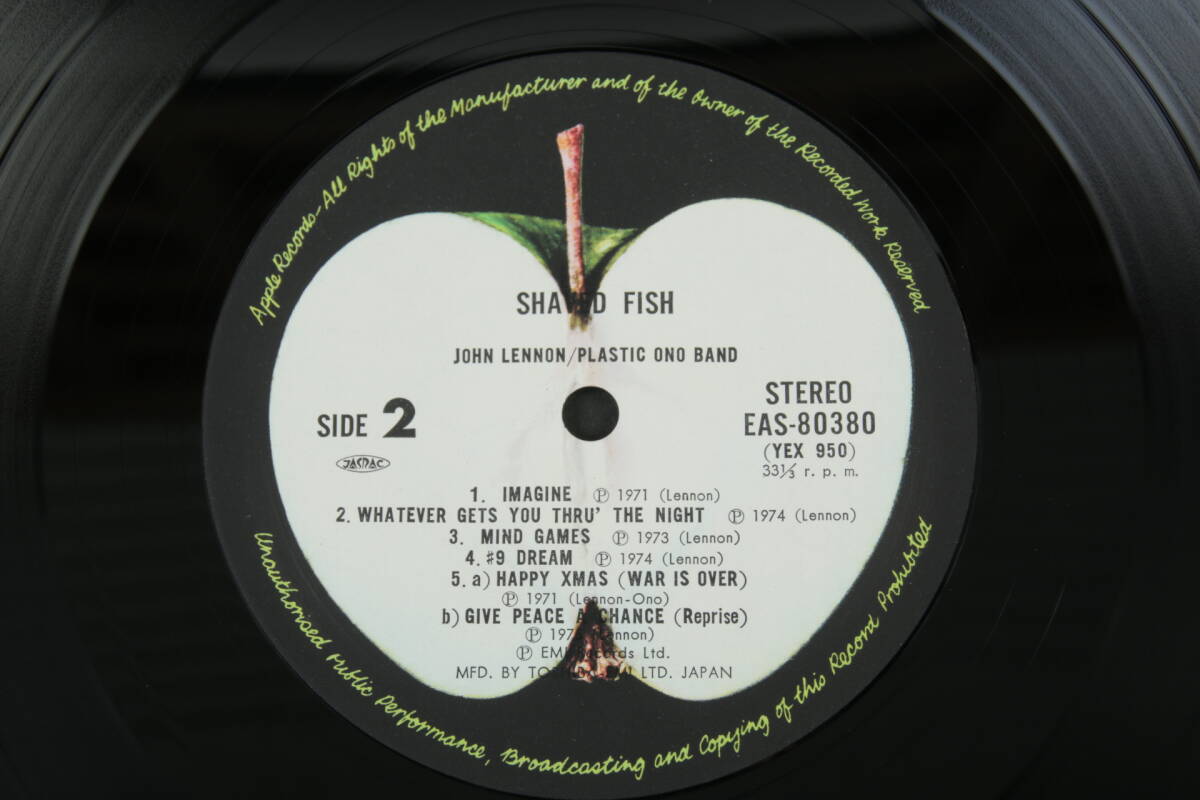 Apple Records—All Rights of the Manufacturer and of the Owner of the Recorded Work Reserved
SHAVED FISH
JOHN LENNON/PLASTIC ONO BAND
SIDE 2
JASRAC
STEREO
EAS-80380
(YEX 950)
33⅓ r. p. m.
1. IMAGINE ℗ 1971 (Lennon)
2. WHATEVER GETS YOU THRU' THE NIGHT ℗ 1974 (Lennon)
3. MIND GAMES ℗ 1973 (Lennon)
4. #9 DREAM ℗ 1974 (Lennon)
5. a) HAPPY XMAS (WAR IS OVER)
℗ 1971 (Lennon-Ono)
b) GIVE PEACE A CHANCE (Reprise)
℗ (Lennon)
℗ EMI Records Ltd.
MFD. BY TOSHIBA-EMI LTD. JAPAN
Unauthorised Public Performance, Broadcasting and Copying of this Record Prohibited